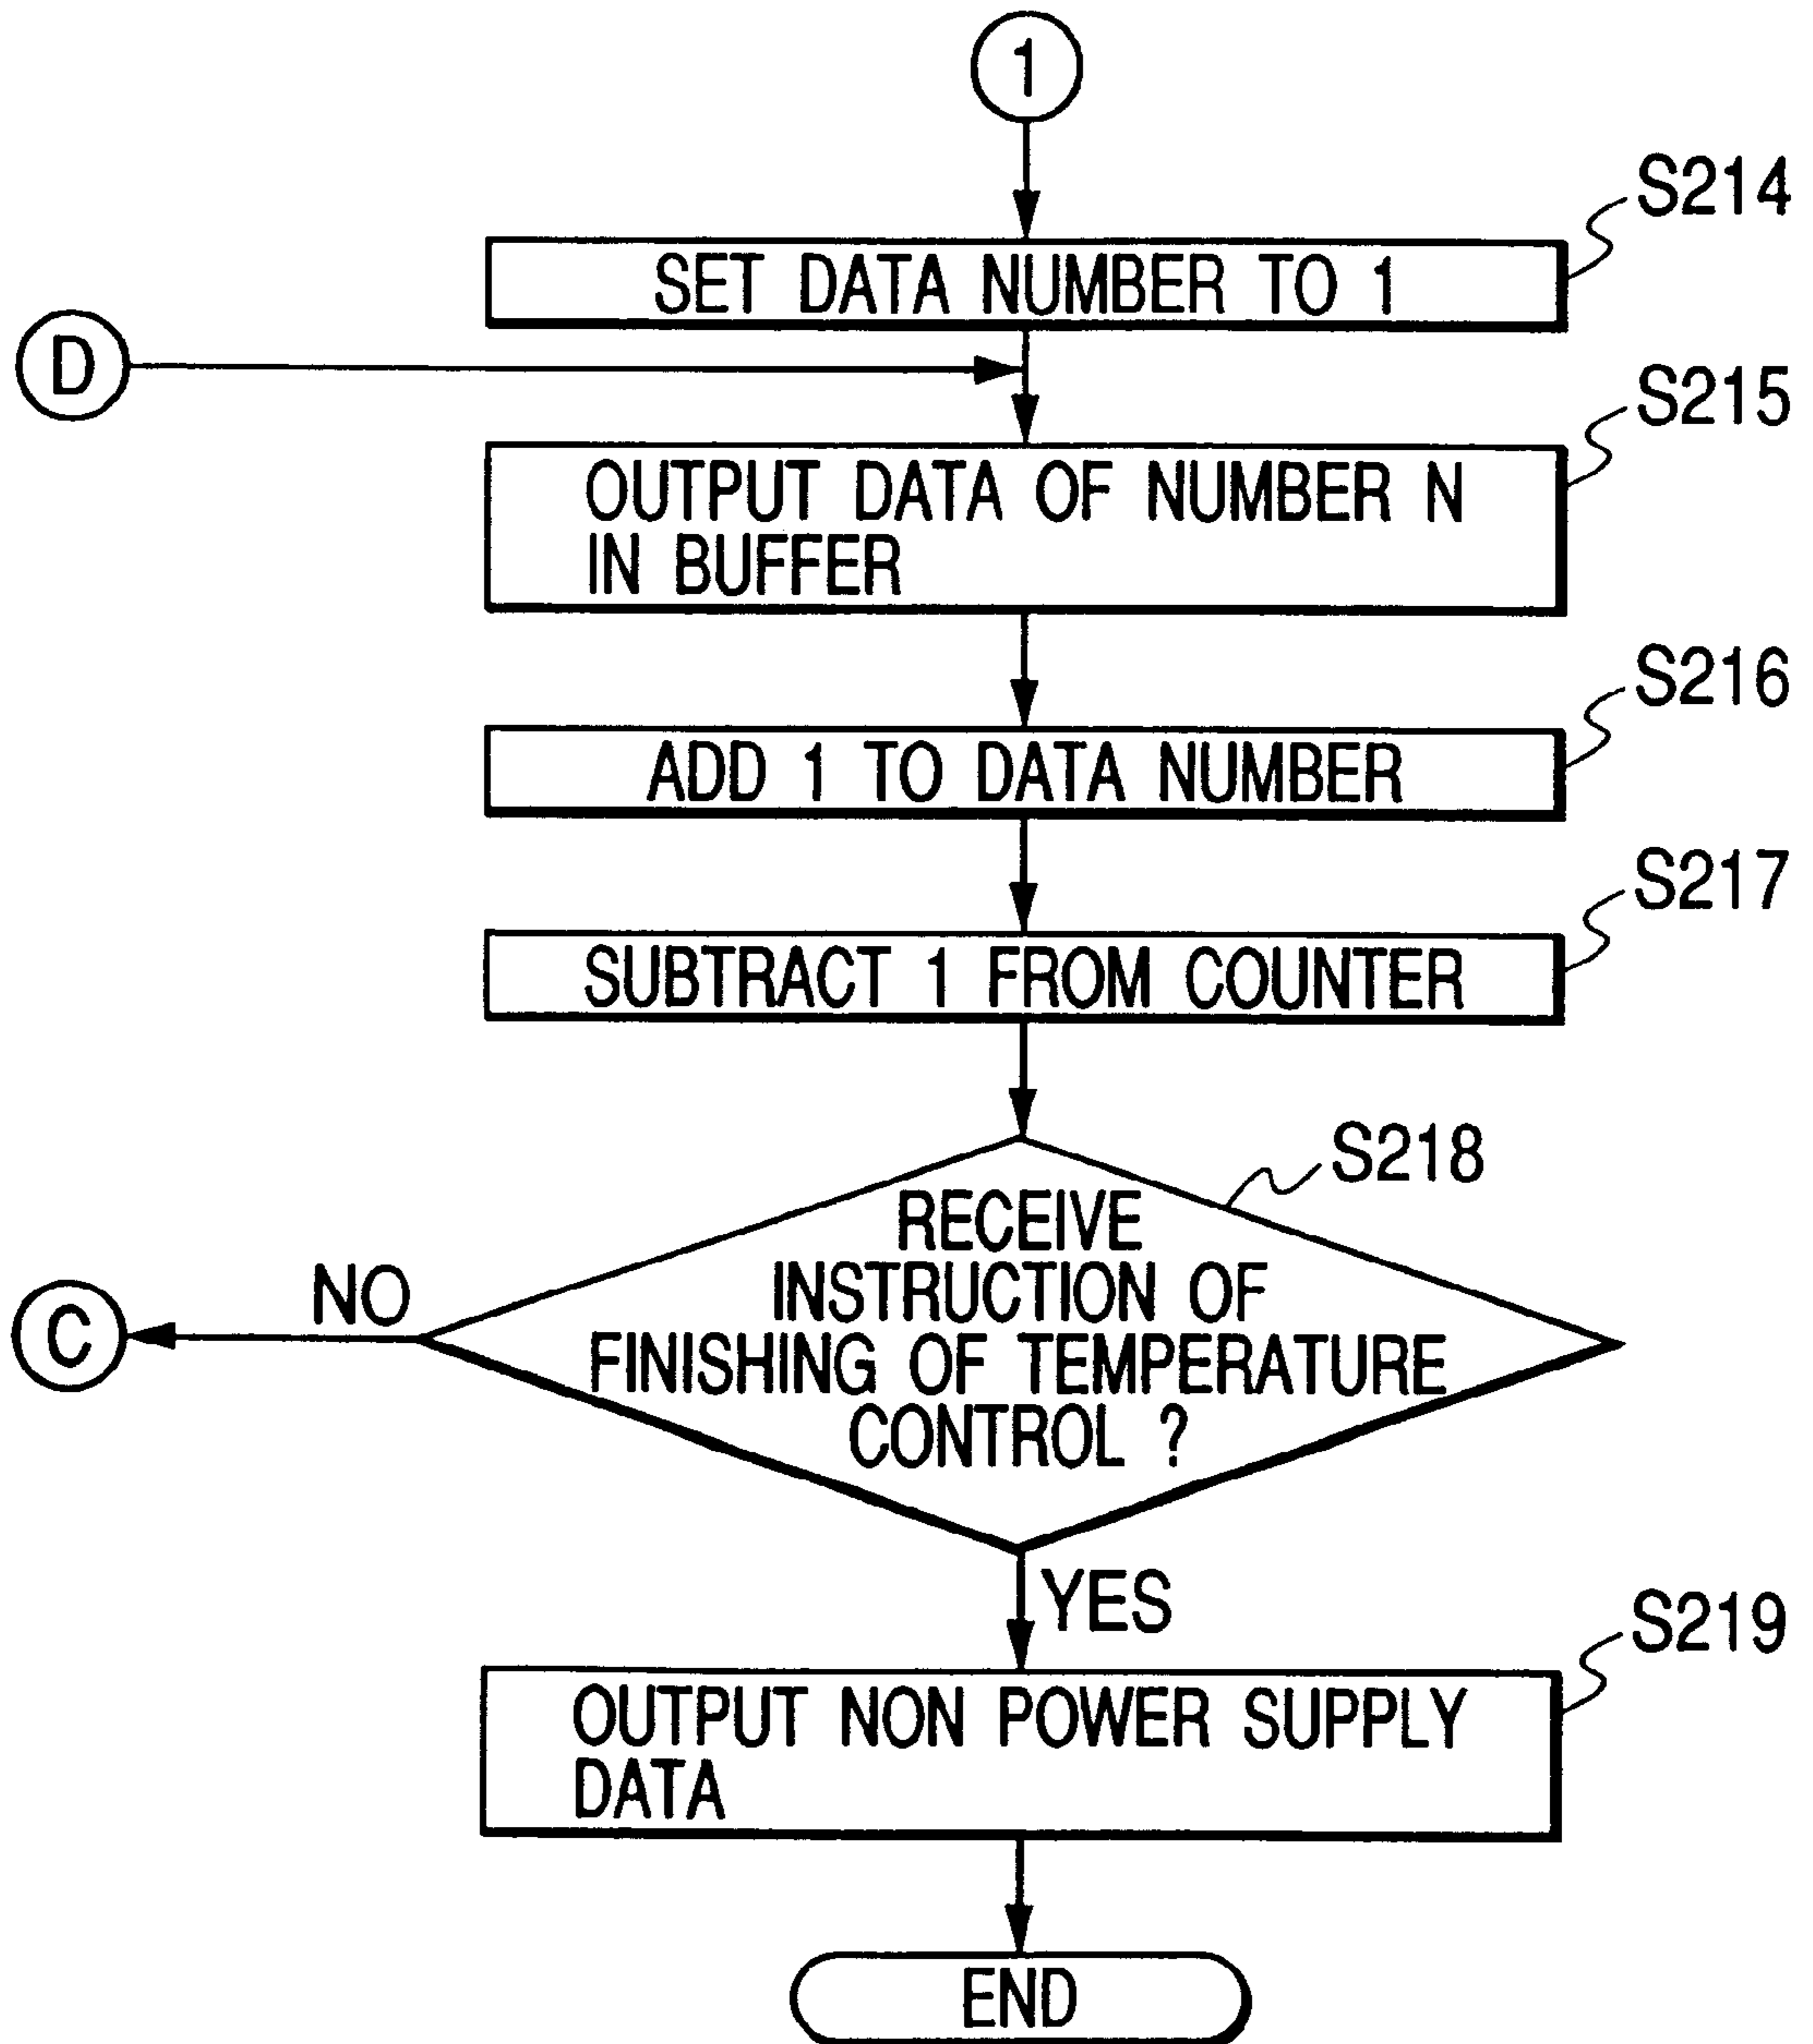 1
S214
SET DATA NUMBER TO 1
D
S215
OUTPUT DATA OF NUMBER N
IN BUFFER
S216
ADD 1 TO DATA NUMBER
S217
SUBTRACT 1 FROM COUNTER
S218
RECEIVE
INSTRUCTION OF
FINISHING OF TEMPERATURE
CONTROL ?
NO
C
YES
S219
OUTPUT NON POWER SUPPLY
DATA
END